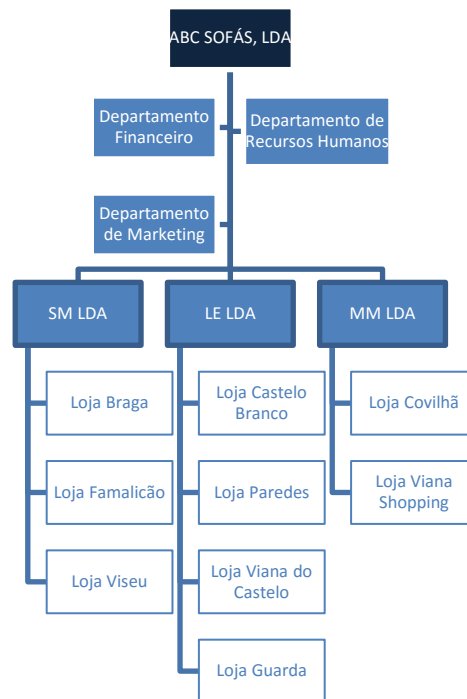 ABC SOFÁS, LDA
Departamento
Financeiro
Departamento de
Recursos Humanos
Departamento
de Marketing
SM LDA
LE LDA
MM LDA
Loja Braga
Loja Castelo
Branco
Loja Covilhã
Loja Famalicão
Loja Paredes
Loja Viana
Shopping
Loja Viseu
Loja Viana do
Castelo
Loja Guarda